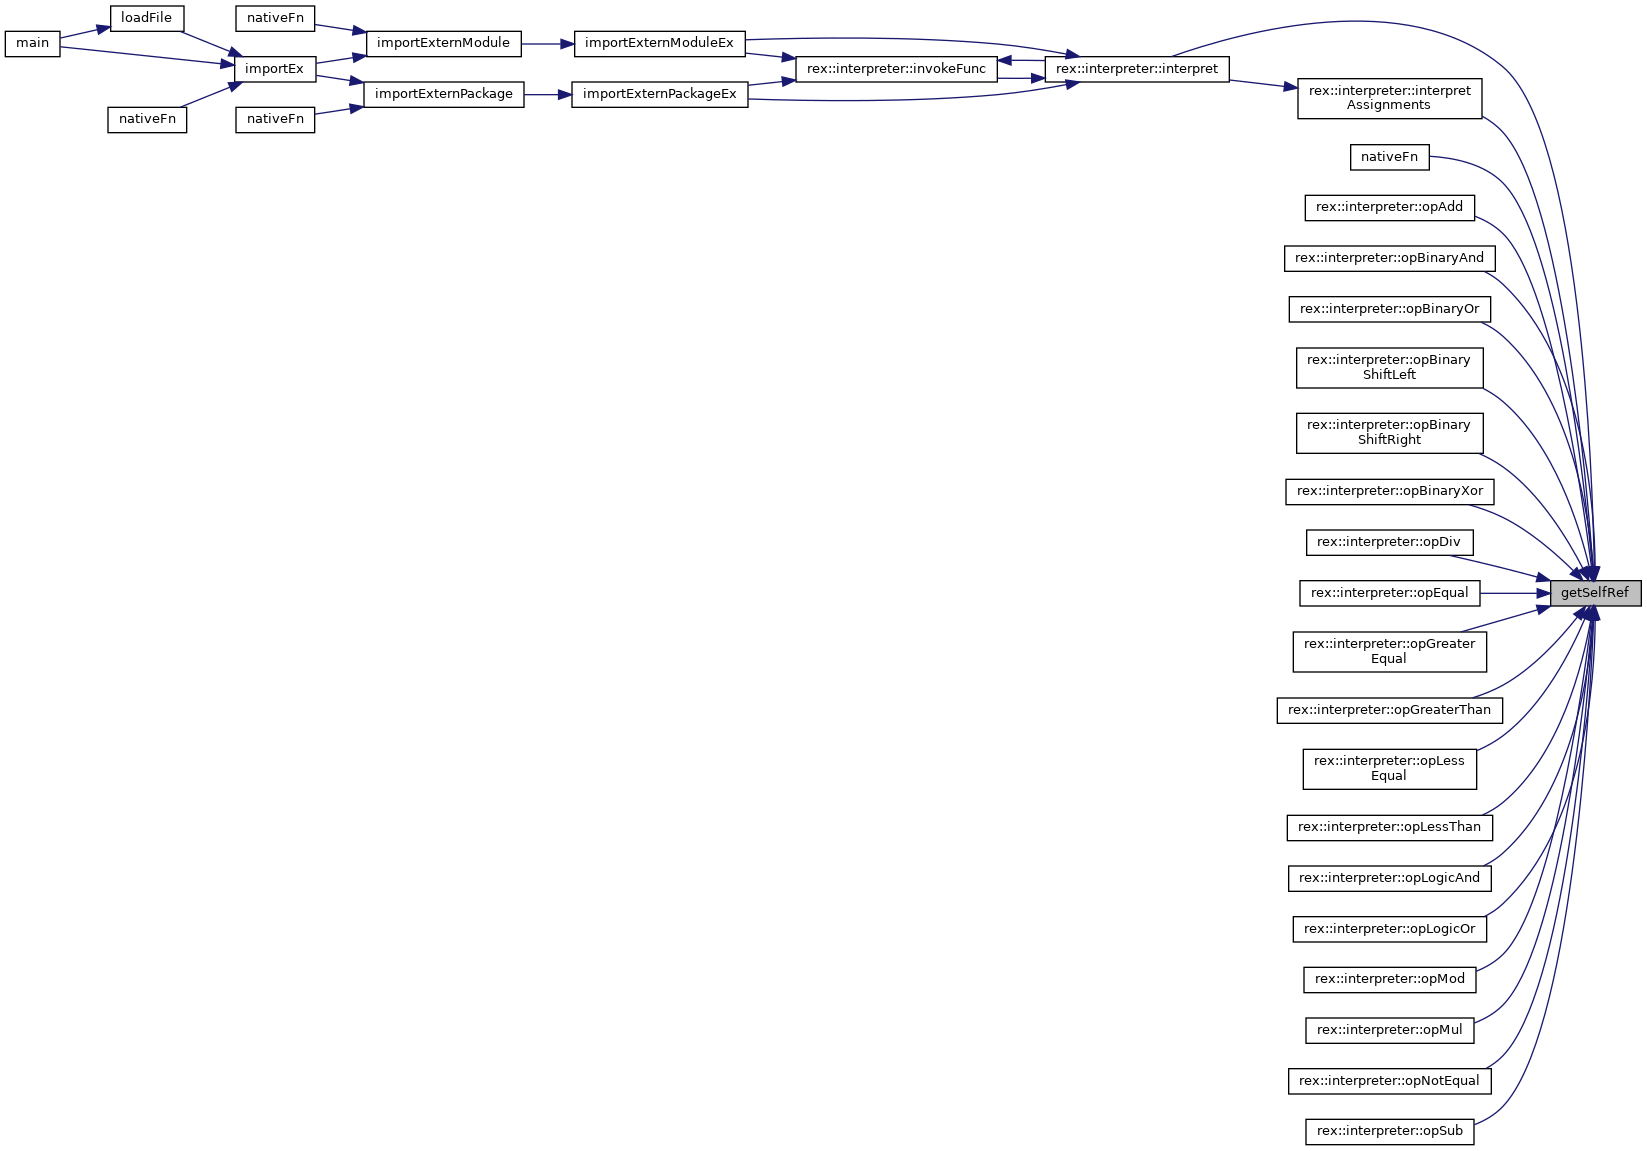 loadFile
main
nativeFn
importExternModule
importEx
importExternPackage
nativeFn
nativeFn
importExternModuleEx
importExternPackageEx
rex::interpreter::invokeFunc
rex::interpreter::interpret
rex::interpreter::interpret
Assignments
nativeFn
rex::interpreter::opAdd
rex::interpreter::opBinaryAnd
rex::interpreter::opBinaryOr
rex::interpreter::opBinary
ShiftLeft
rex::interpreter::opBinary
ShiftRight
rex::interpreter::opBinaryXor
rex::interpreter::opDiv
rex::interpreter::opEqual
getSelfRef
rex::interpreter::opGreater
Equal
rex::interpreter::opGreaterThan
rex::interpreter::opLess
Equal
rex::interpreter::opLessThan
rex::interpreter::opLogicAnd
rex::interpreter::opLogicOr
rex::interpreter::opMod
rex::interpreter::opMul
rex::interpreter::opNotEqual
rex::interpreter::opSub